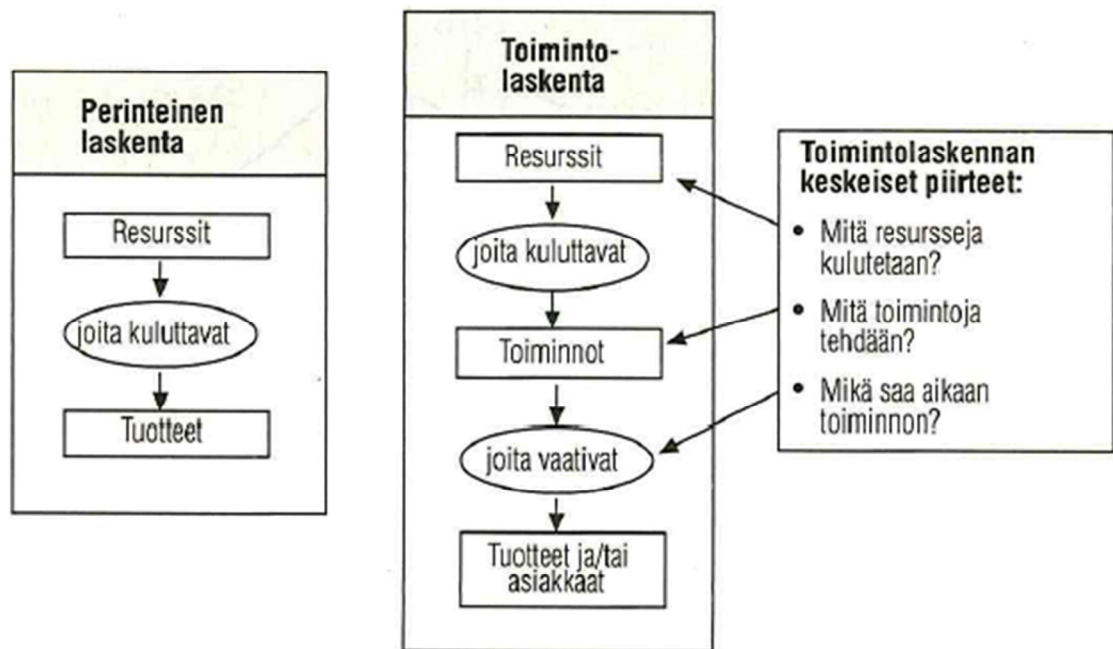 Perinteinen
laskenta
Resurssit
joita kuluttavat
Tuotteet
Toiminto-
laskenta
Resurssit
joita kuluttavat
Toiminnot
joita vaativat
Tuotteet ja/tai
asiakkaat
Toimintolaskennan
keskeiset piirteet:
• Mitä resursseja
kulutetaan?
• Mitä toimintoja
tehdään?
• Mikä saa aikaan
toiminnon?